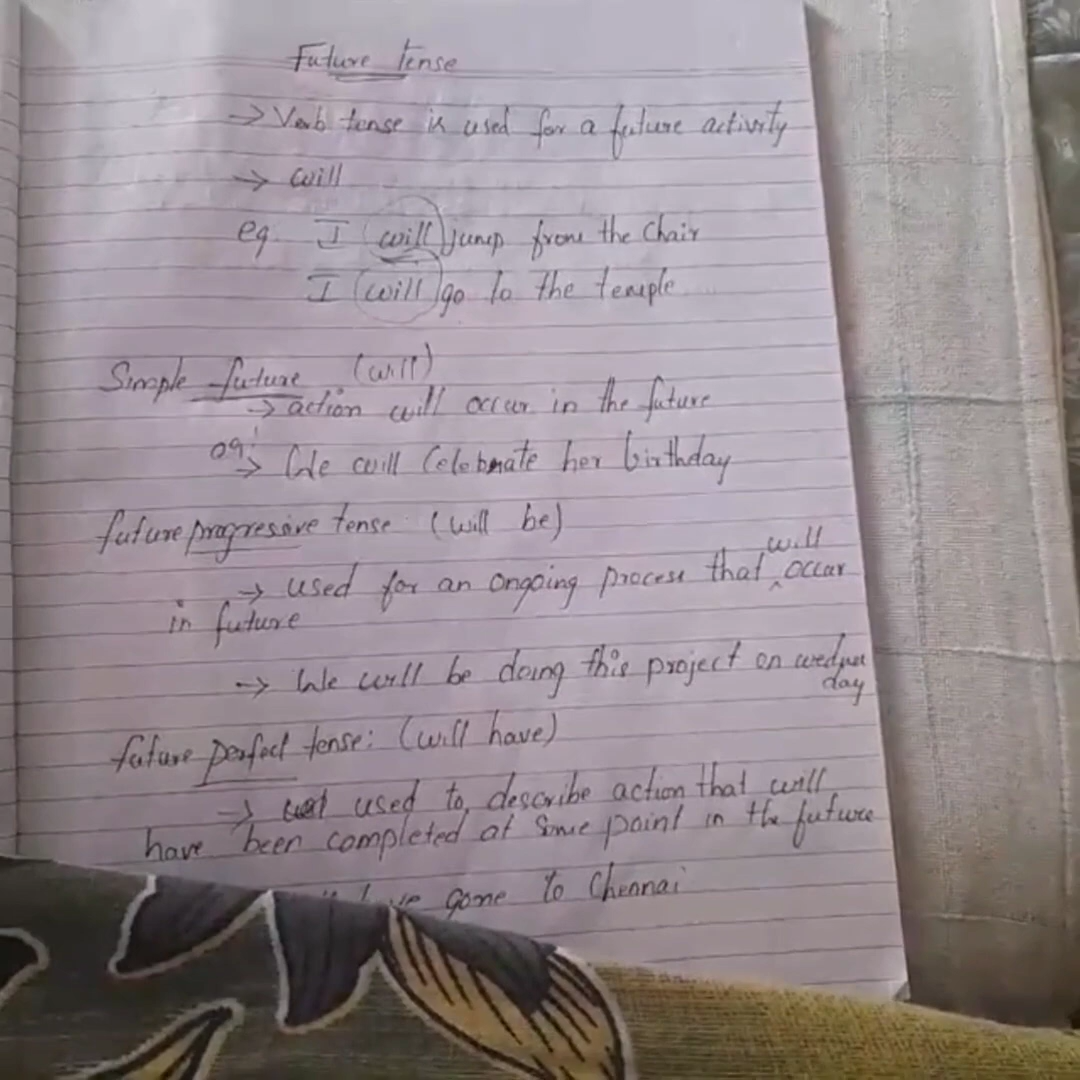 Future tense
→ Verb tense is used for a future activity
→ will
eg. I will jump from the Chair
I will go to the temple
Simple future (will)
→ action will occur in the future
eg: → We will Celebrate her birthday
future progressive tense (will be)
→ used for an ongoing process that will occur
in future
→ We will be doing this project on wednes
day
future perfect tense: (will have)
→ used to describe action that will
have been completed at some point in the future
gone to Chennai